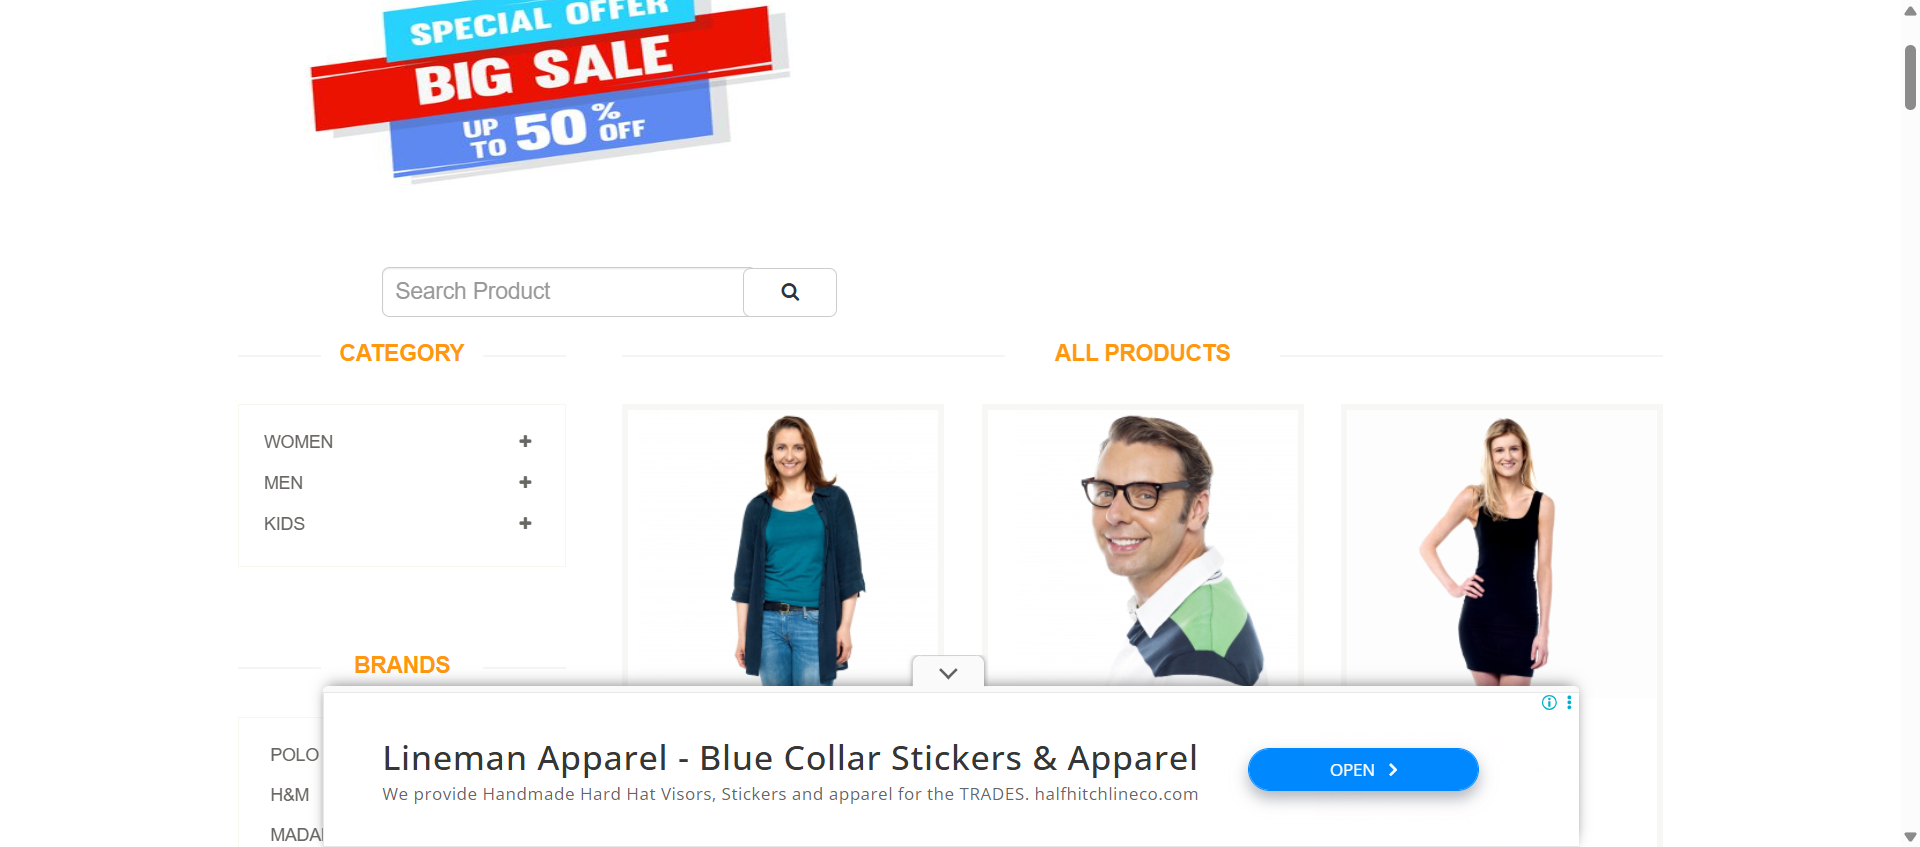 SPECIAL OFFER
BIG SALE
UP TO 50% OFF
Search Product
CATEGORY
ALL PRODUCTS
WOMEN
MEN
KIDS
BRANDS
POLO
H&M
Lineman Apparel - Blue Collar Stickers & Apparel
We provide Handmade Hard Hat Visors, Stickers and apparel for the TRADES. halfhitchlineco.com
OPEN